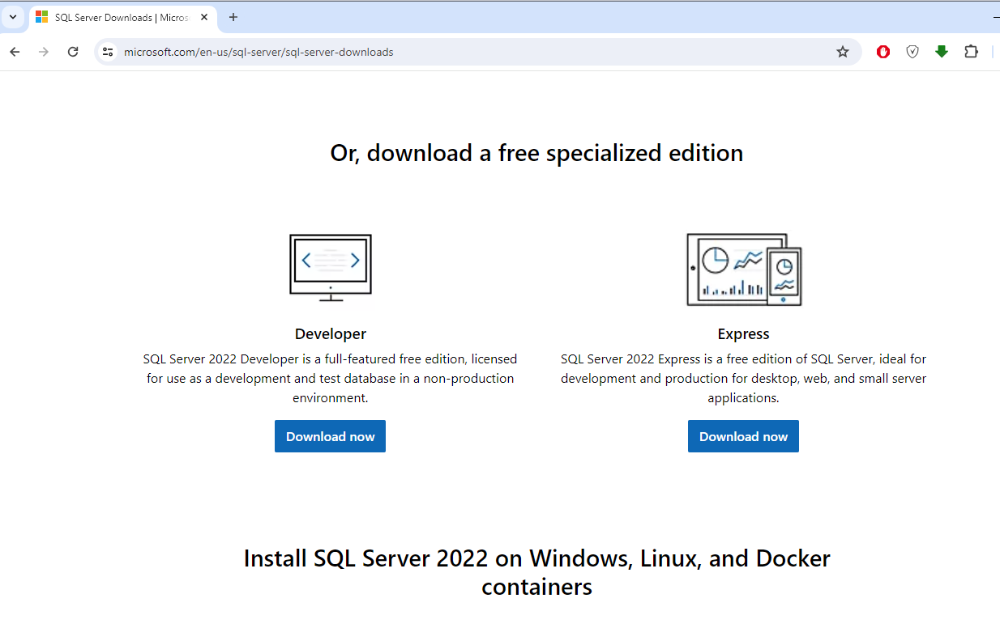 SQL Server Downloads | Micros
microsoft.com/en-us/sql-server/sql-server-downloads
Or, download a free specialized edition
Developer
SQL Server 2022 Developer is a full-featured free edition, licensed
for use as a development and test database in a non-production
environment.
Download now
Express
SQL Server 2022 Express is a free edition of SQL Server, ideal for
development and production for desktop, web, and small server
applications.
Download now
Install SQL Server 2022 on Windows, Linux, and Docker
containers